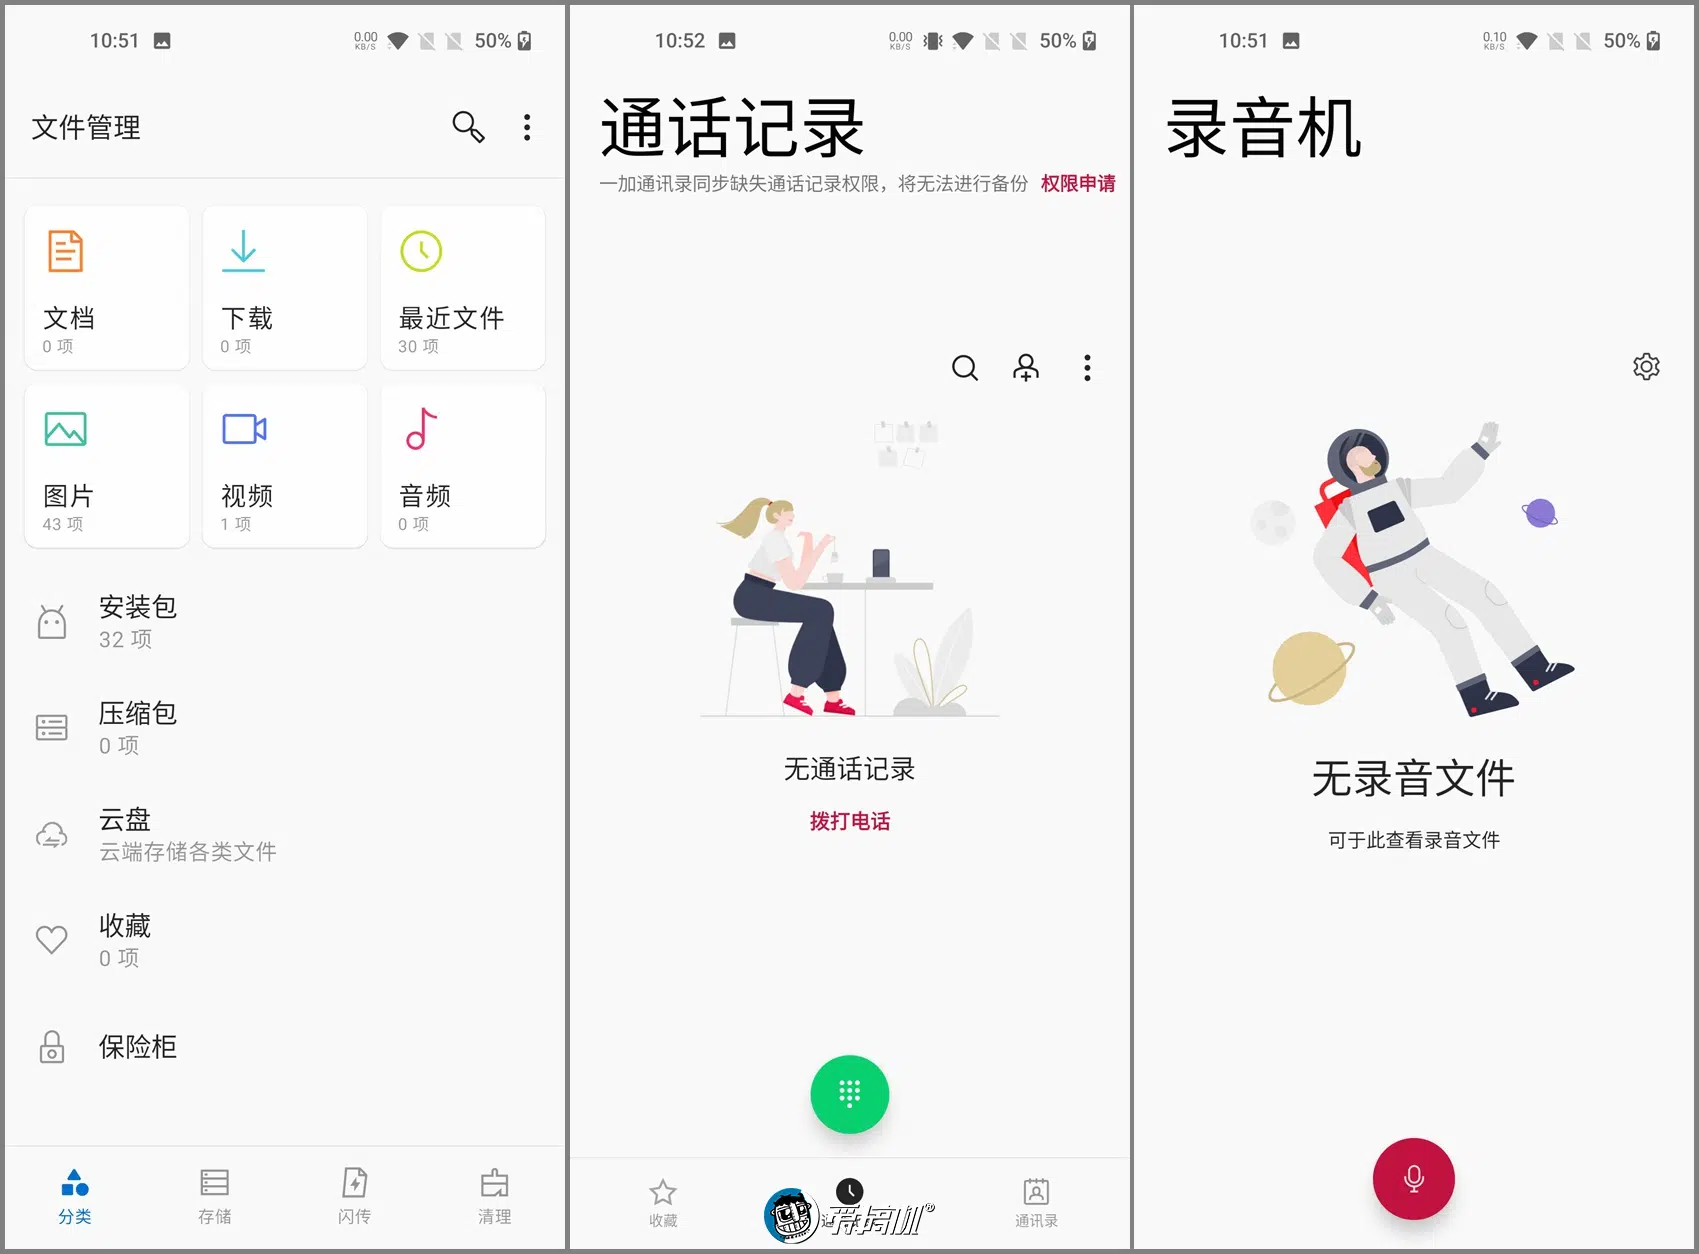 10:51
0.00
KB/S
50%
文件管理
文档
0 项
下载
0 项
最近文件
30 项
图片
43 项
视频
1 项
音频
0 项
安装包
32 项
压缩包
0 项
云盘
云端存储各类文件
收藏
0 项
保险柜
分类
存储
闪传
清理
10:52
0.00
KB/S
50%
通话记录
一加通讯录同步缺失通话记录权限，将无法进行备份 权限申请
无通话记录
拨打电话
收藏
通讯录
10:51
0.10
KB/S
50%
录音机
无录音文件
可于此查看录音文件